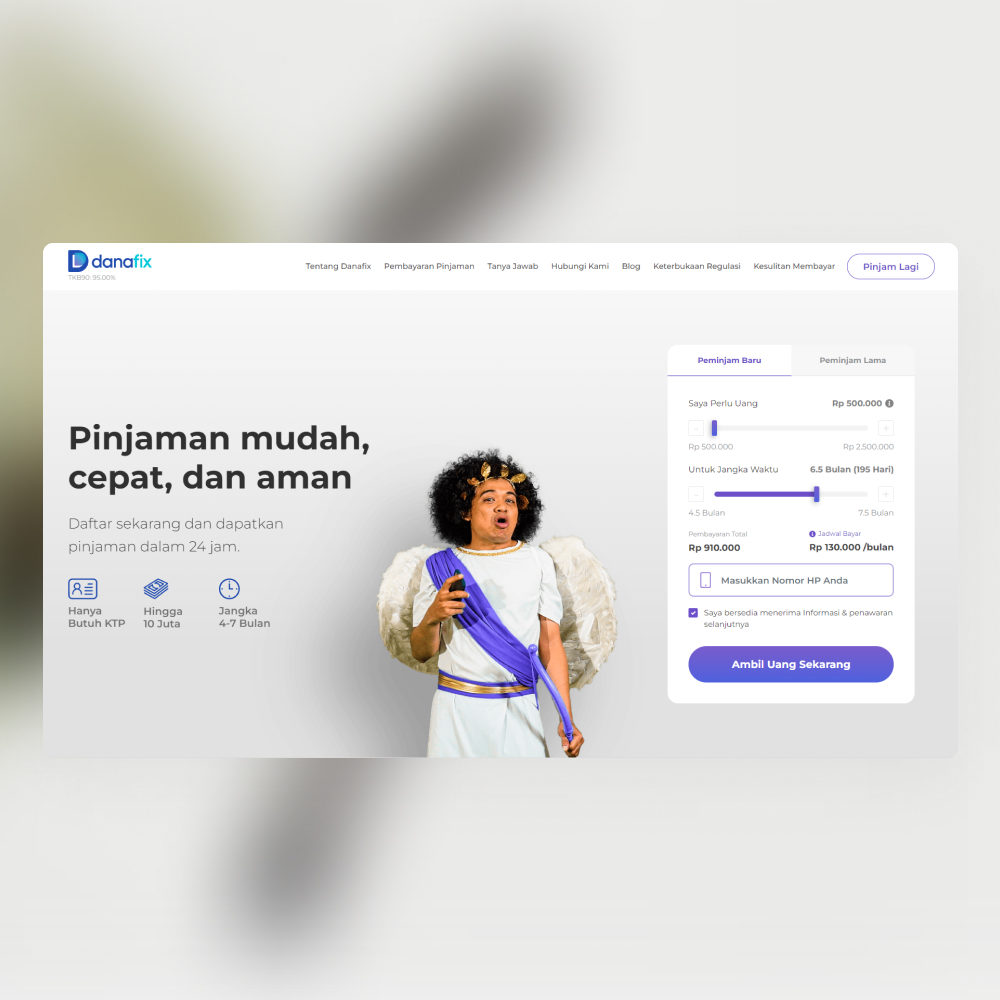 danafix
TKB90: 95.00%
Tentang Danafix
Pembayaran Pinjaman
Tanya Jawab
Hubungi Kami
Blog
Keterbukaan Regulasi
Kesulitan Membayar
Pinjam Lagi
Pinjaman mudah,
cepat, dan aman
Daftar sekarang dan dapatkan
pinjaman dalam 24 jam.
Hanya
Butuh KTP
Hingga
10 Juta
Jangka
4-7 Bulan
Peminjam Baru
Peminjam Lama
Saya Perlu Uang
Rp 500.000
Rp 500.000
Rp 2.500.000
Untuk Jangka Waktu
6.5 Bulan (195 Hari)
4.5 Bulan
7.5 Bulan
Pembayaran Total
Jadwal Bayar
Rp 910.000
Rp 130.000 /bulan
Masukkan Nomor HP Anda
Saya bersedia menerima Informasi & penawaran
selanjutnya
Ambil Uang Sekarang